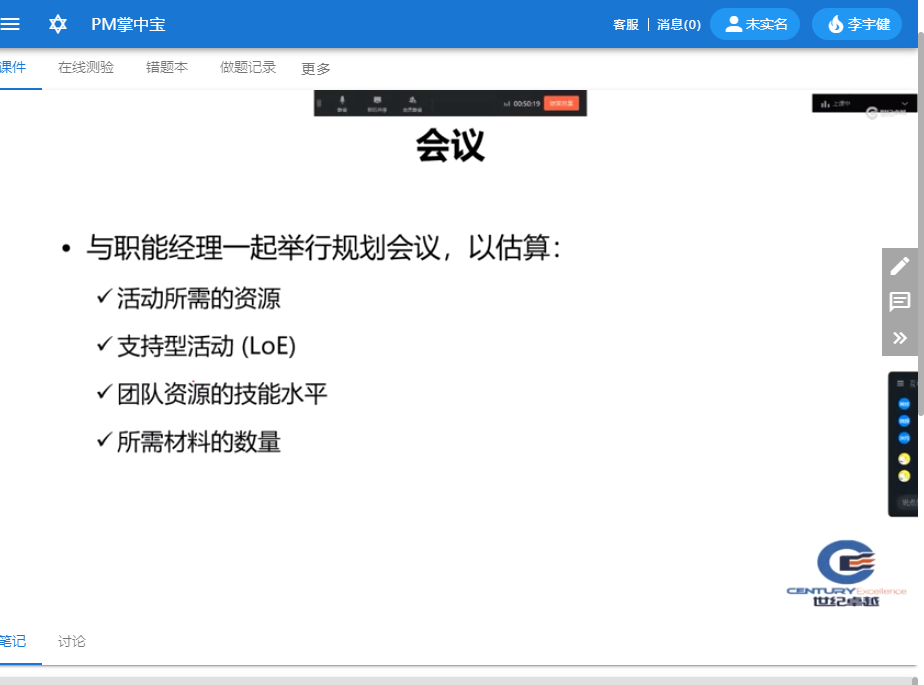 PM掌中宝
客服
消息(0)
未实名
李宇健
课件
在线测验
错题本
做题记录
更多
00:50:19
上课中
会议
• 与职能经理一起举行规划会议，以估算：
✓活动所需的资源
✓支持型活动 (LoE)
✓团队资源的技能水平
✓所需材料的数量
CENTURY Excellence
世纪卓越
笔记
讨论